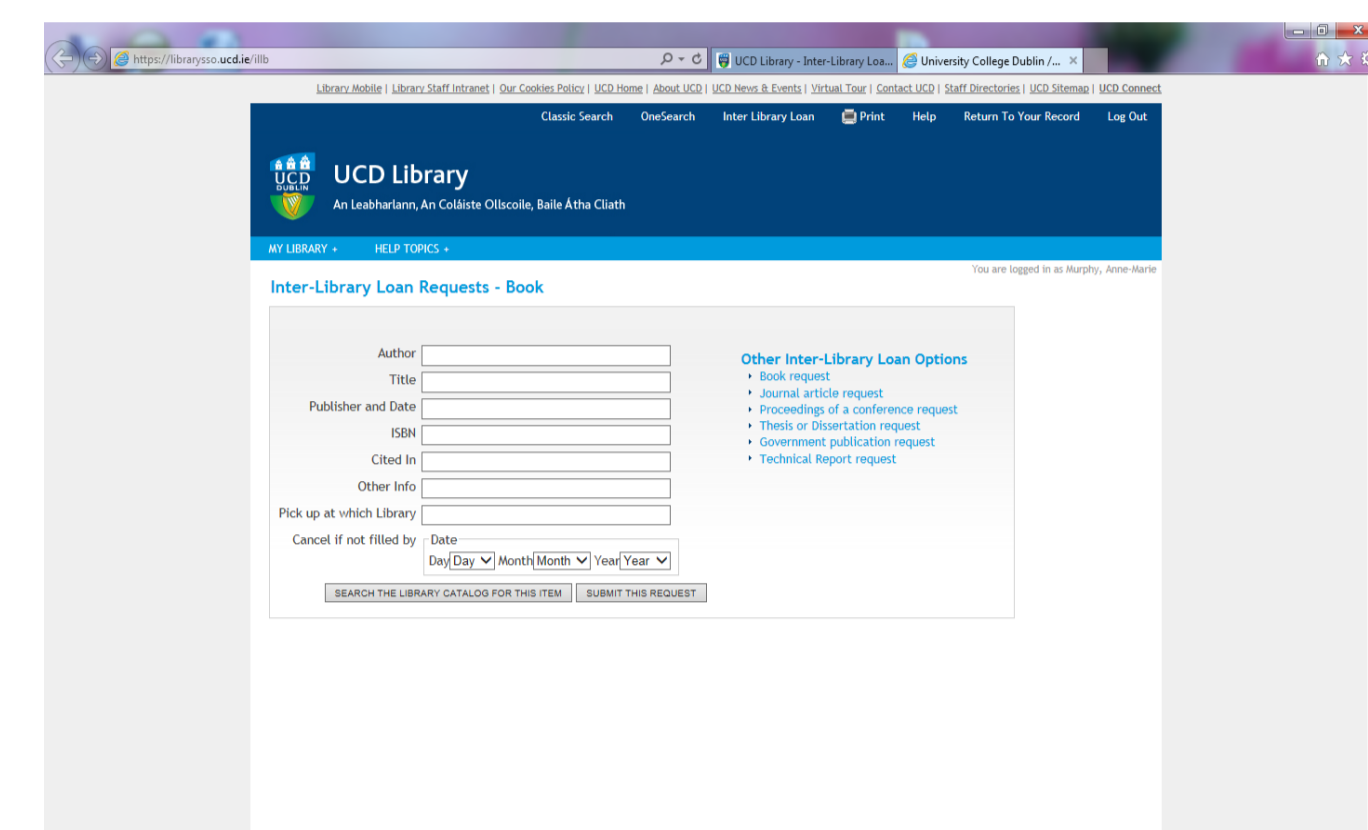 https://librarysso.ucd.ie/illb
UCD Library - Inter-Library Loa...
University College Dublin /...
Library Mobile | Library Staff Intranet | Our Cookies Policy | UCD Home | About UCD | UCD News & Events | Virtual Tour | Contact UCD | Staff Directories | UCD Sitemap | UCD Connect
Classic Search OneSearch Inter Library Loan Print Help Return To Your Record Log Out
UCD
DUBLIN
UCD Library
An Leabharlann, An Coláiste Ollscoile, Baile Átha Cliath
MY LIBRARY + HELP TOPICS +
You are logged in as Murphy, Anne-Marie
Inter-Library Loan Requests - Book
Author
Title
Publisher and Date
ISBN
Cited In
Other Info
Pick up at which Library
Cancel if not filled by
Date
Day Day Month Month Year Year
SEARCH THE LIBRARY CATALOG FOR THIS ITEM
SUBMIT THIS REQUEST
Other Inter-Library Loan Options
Book request
Journal article request
Proceedings of a conference request
Thesis or Dissertation request
Government publication request
Technical Report request